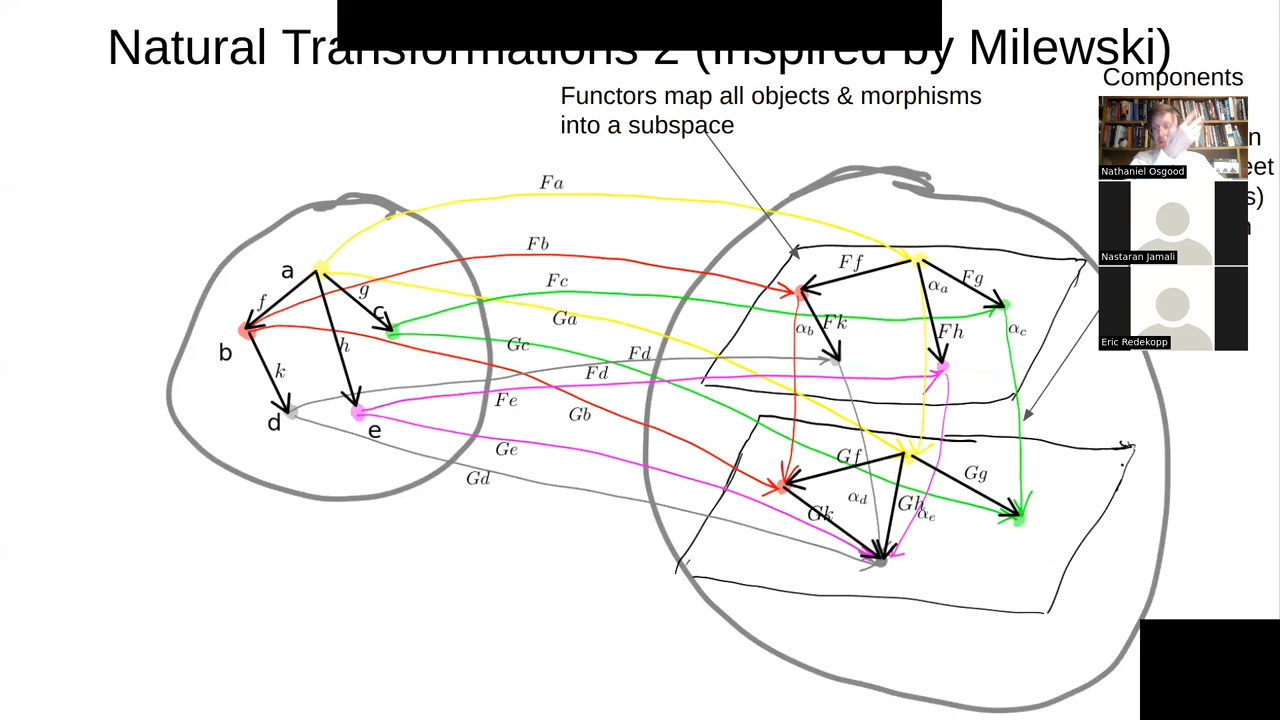 Natural Transformations 2 (Inspired by Milewski)
Functors map all objects & morphisms
into a subspace
Components
Nathaniel Osgood
Nastaran Jamali
Eric Redekopp
n
eet
s)
Fa
Fb
Fc
Ga
Gc
Fd
Fd
Fe
Gb
Ge
Gd
a
f
g
c
b
h
k
d
e
Ff
Fg
αa
αb
Fk
Fh
αc
Gf
Gg
αd
Gk
Gh
αe